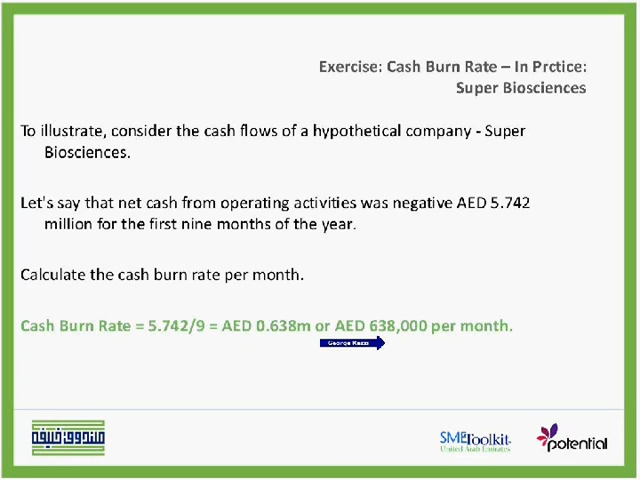 Exercise: Cash Burn Rate – In Prctice:
Super Biosciences
To illustrate, consider the cash flows of a hypothetical company - Super
Biosciences.
Let's say that net cash from operating activities was negative AED 5.742
million for the first nine months of the year.
Calculate the cash burn rate per month.
Cash Burn Rate = 5.742/9 = AED 0.638m or AED 638,000 per month.
George
صندوق خليفة
SMEToolkit
United Arab Emirates
potential